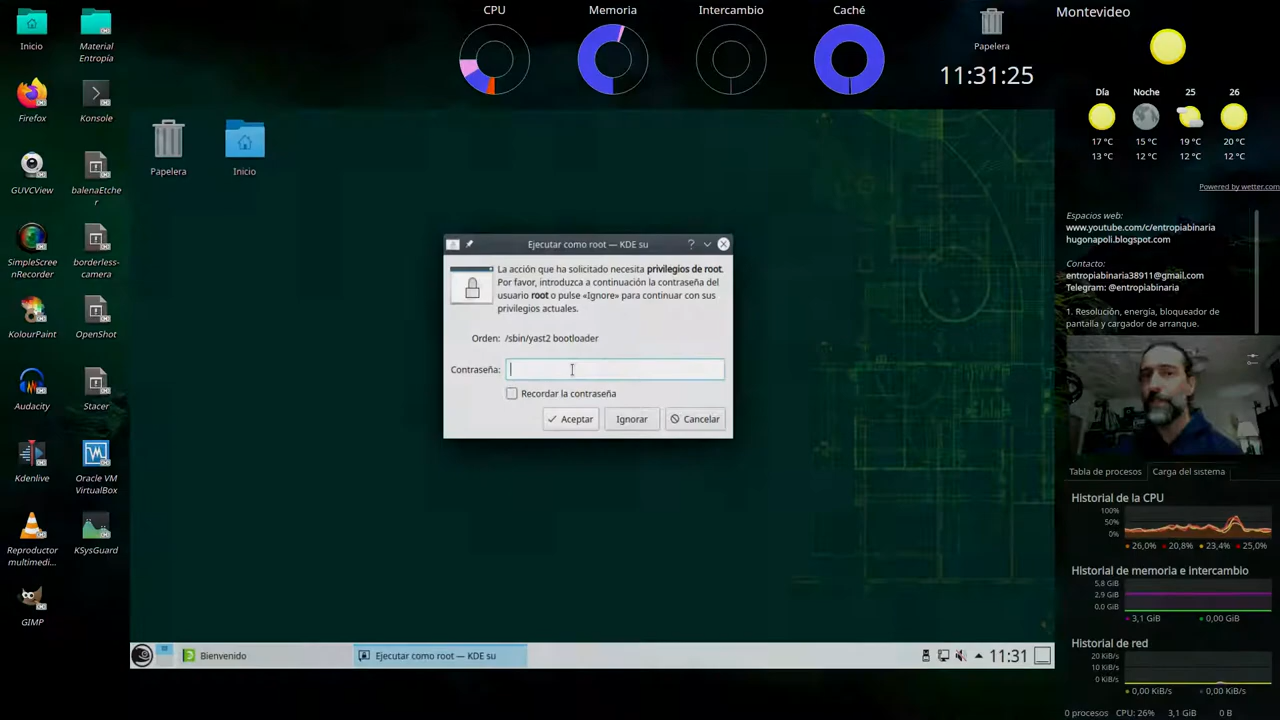 CPU
Memoria
Intercambio
Caché
Papelera
11:31:25
Montevideo
Día
Noche
25
26
17 °C
15 °C
19 °C
20 °C
13 °C
12 °C
12 °C
12 °C
Powered by wetter.com
Espacios web:
www.youtube.com/c/entropiabinaria
hugonapoli.blogspot.com
Contacto:
entropiabinaria38911@gmail.com
Telegram: @entropiabinaria
1. Resolución, energía, bloqueador de
pantalla y cargador de arranque.
Tabla de procesos
Carga del sistema
Historial de la CPU
100%
50%
0%
26,0%
20,8%
23,4%
25,0%
Historial de memoria e intercambio
5.8 GiB
2.9 GiB
0.0 GiB
3,1 GiB
0,00 GiB
Historial de red
20 KiB/s
10 KiB/s
0 KiB/s
0,00 KiB/s
0,00 KiB/s
0 procesos
CPU: 26%
3,1 GiB
0 B
Inicio
Material
Entropía
Firefox
Konsole
GUVCView
balenaEtche
r
SimpleScree
nRecorder
borderless-
camera
KolourPaint
OpenShot
Audacity
Stacer
Kdenlive
Oracle VM
VirtualBox
Reproductor
multimedi...
KSysGuard
GIMP
Papelera
Inicio
Ejecutar como root — KDE su
La acción que ha solicitado necesita privilegios de root.
Por favor, introduzca a continuación la contraseña del
usuario root o pulse «Ignore» para continuar con sus
privilegios actuales.
Orden: /sbin/yast2 bootloader
Contraseña:
Recordar la contraseña
Aceptar
Ignorar
Cancelar
Bienvenido
Ejecutar como root — KDE su
11:31